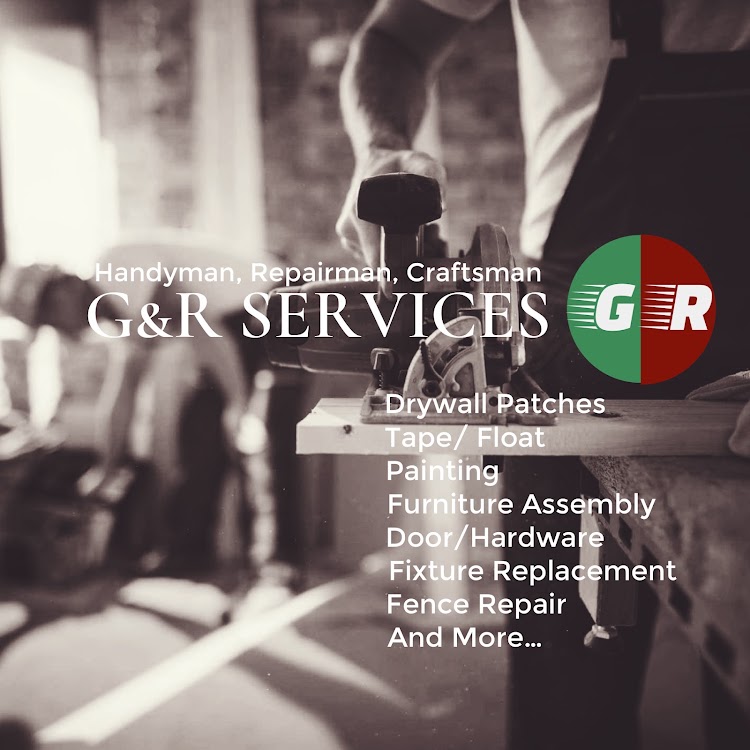 Handyman, Repairman, Craftsman
G&R SERVICES
G R
Drywall Patches
Tape/ Float
Painting
Furniture Assembly
Door/Hardware
Fixture Replacement
Fence Repair
And More...